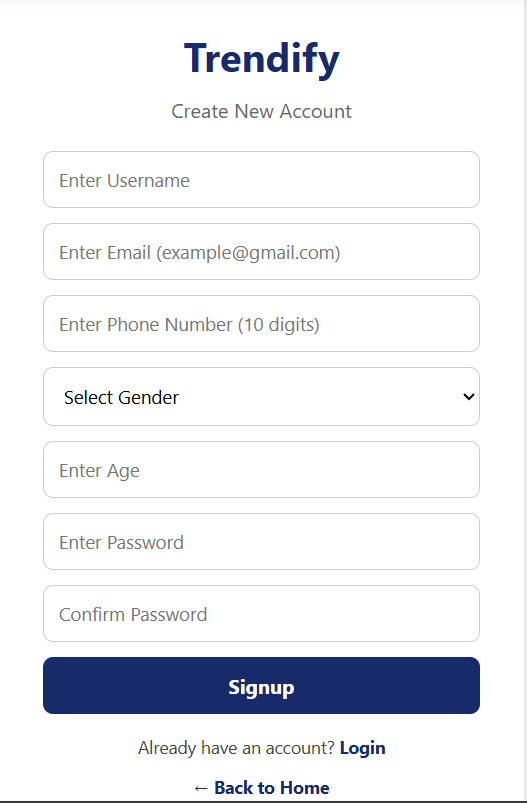 Trendify
Create New Account
Enter Username
Enter Email (example@gmail.com)
Enter Phone Number (10 digits)
Select Gender
Enter Age
Enter Password
Confirm Password
Signup
Already have an account? Login
← Back to Home